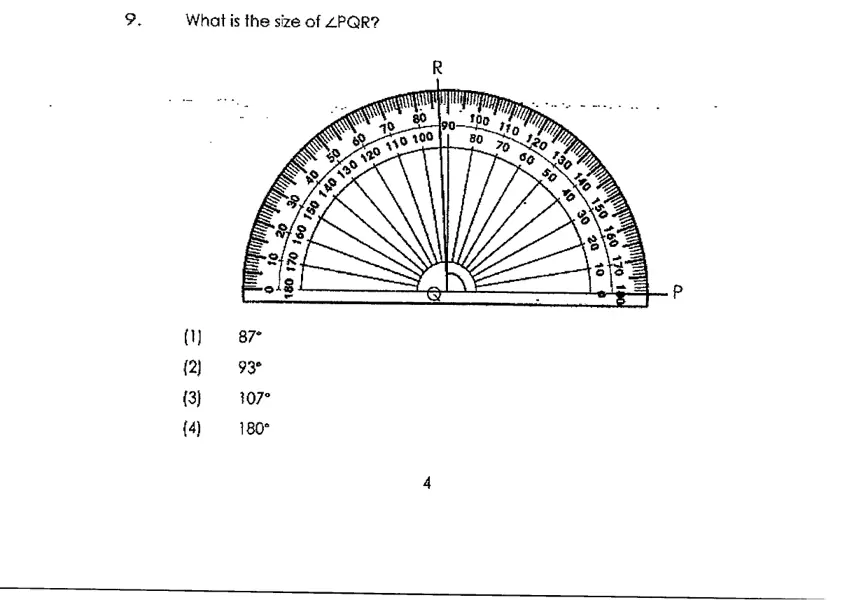 9. What is the size of ∠PQR?
R
0 10 20 30 40 50 60 70 80 90 100 110 120 130 140 150 160 170 180
180 170 160 150 140 130 120 110 100 80 70 60 50 40 30 20 10 0
Q
P
(1) 87°
(2) 93°
(3) 107°
(4) 180°
4